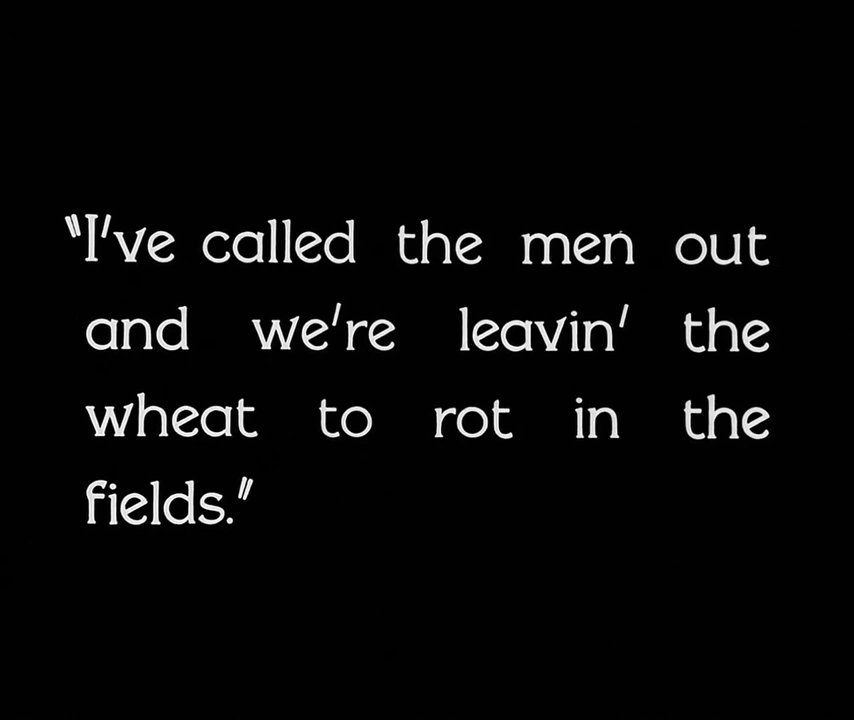 "I've called the men out
and we're leavin' the
wheat to rot in the
fields."